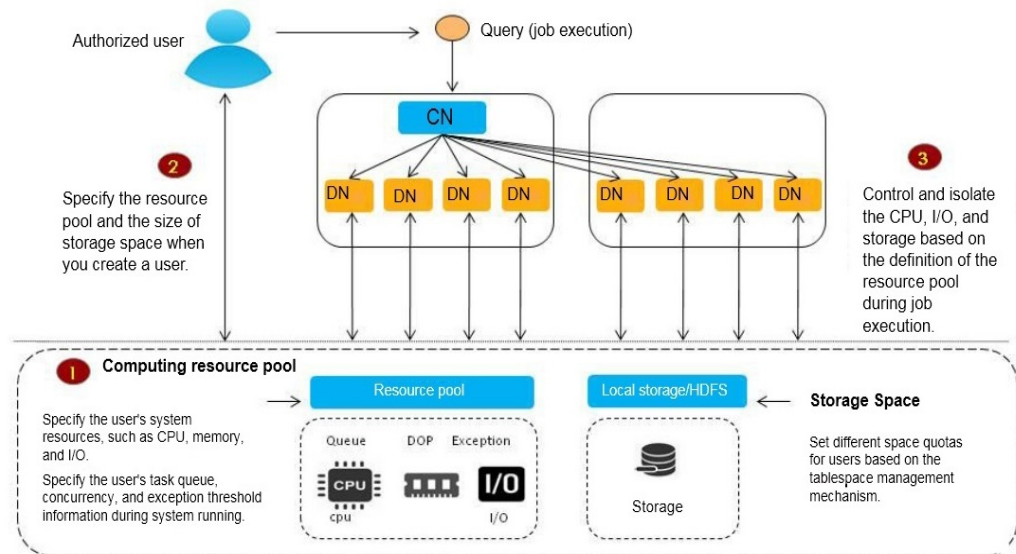 Authorized user
Query (job execution)
CN
DN DN DN DN DN DN DN DN
2
Specify the resource
pool and the size of
storage space when
you create a user.
3
Control and isolate
the CPU, I/O, and
storage based on
the definition of the
resource pool
during job
execution.
1 Computing resource pool
Specify the user's system
resources, such as CPU, memory,
and I/O.
Specify the user's task queue,
concurrency, and exception threshold
information during system running.
Resource pool
Queue DOP Exception
CPU I/O
cpu I/O
Local storage/HDFS
Storage
Storage Space
Set different space quotas
for users based on the
tablespace management
mechanism.